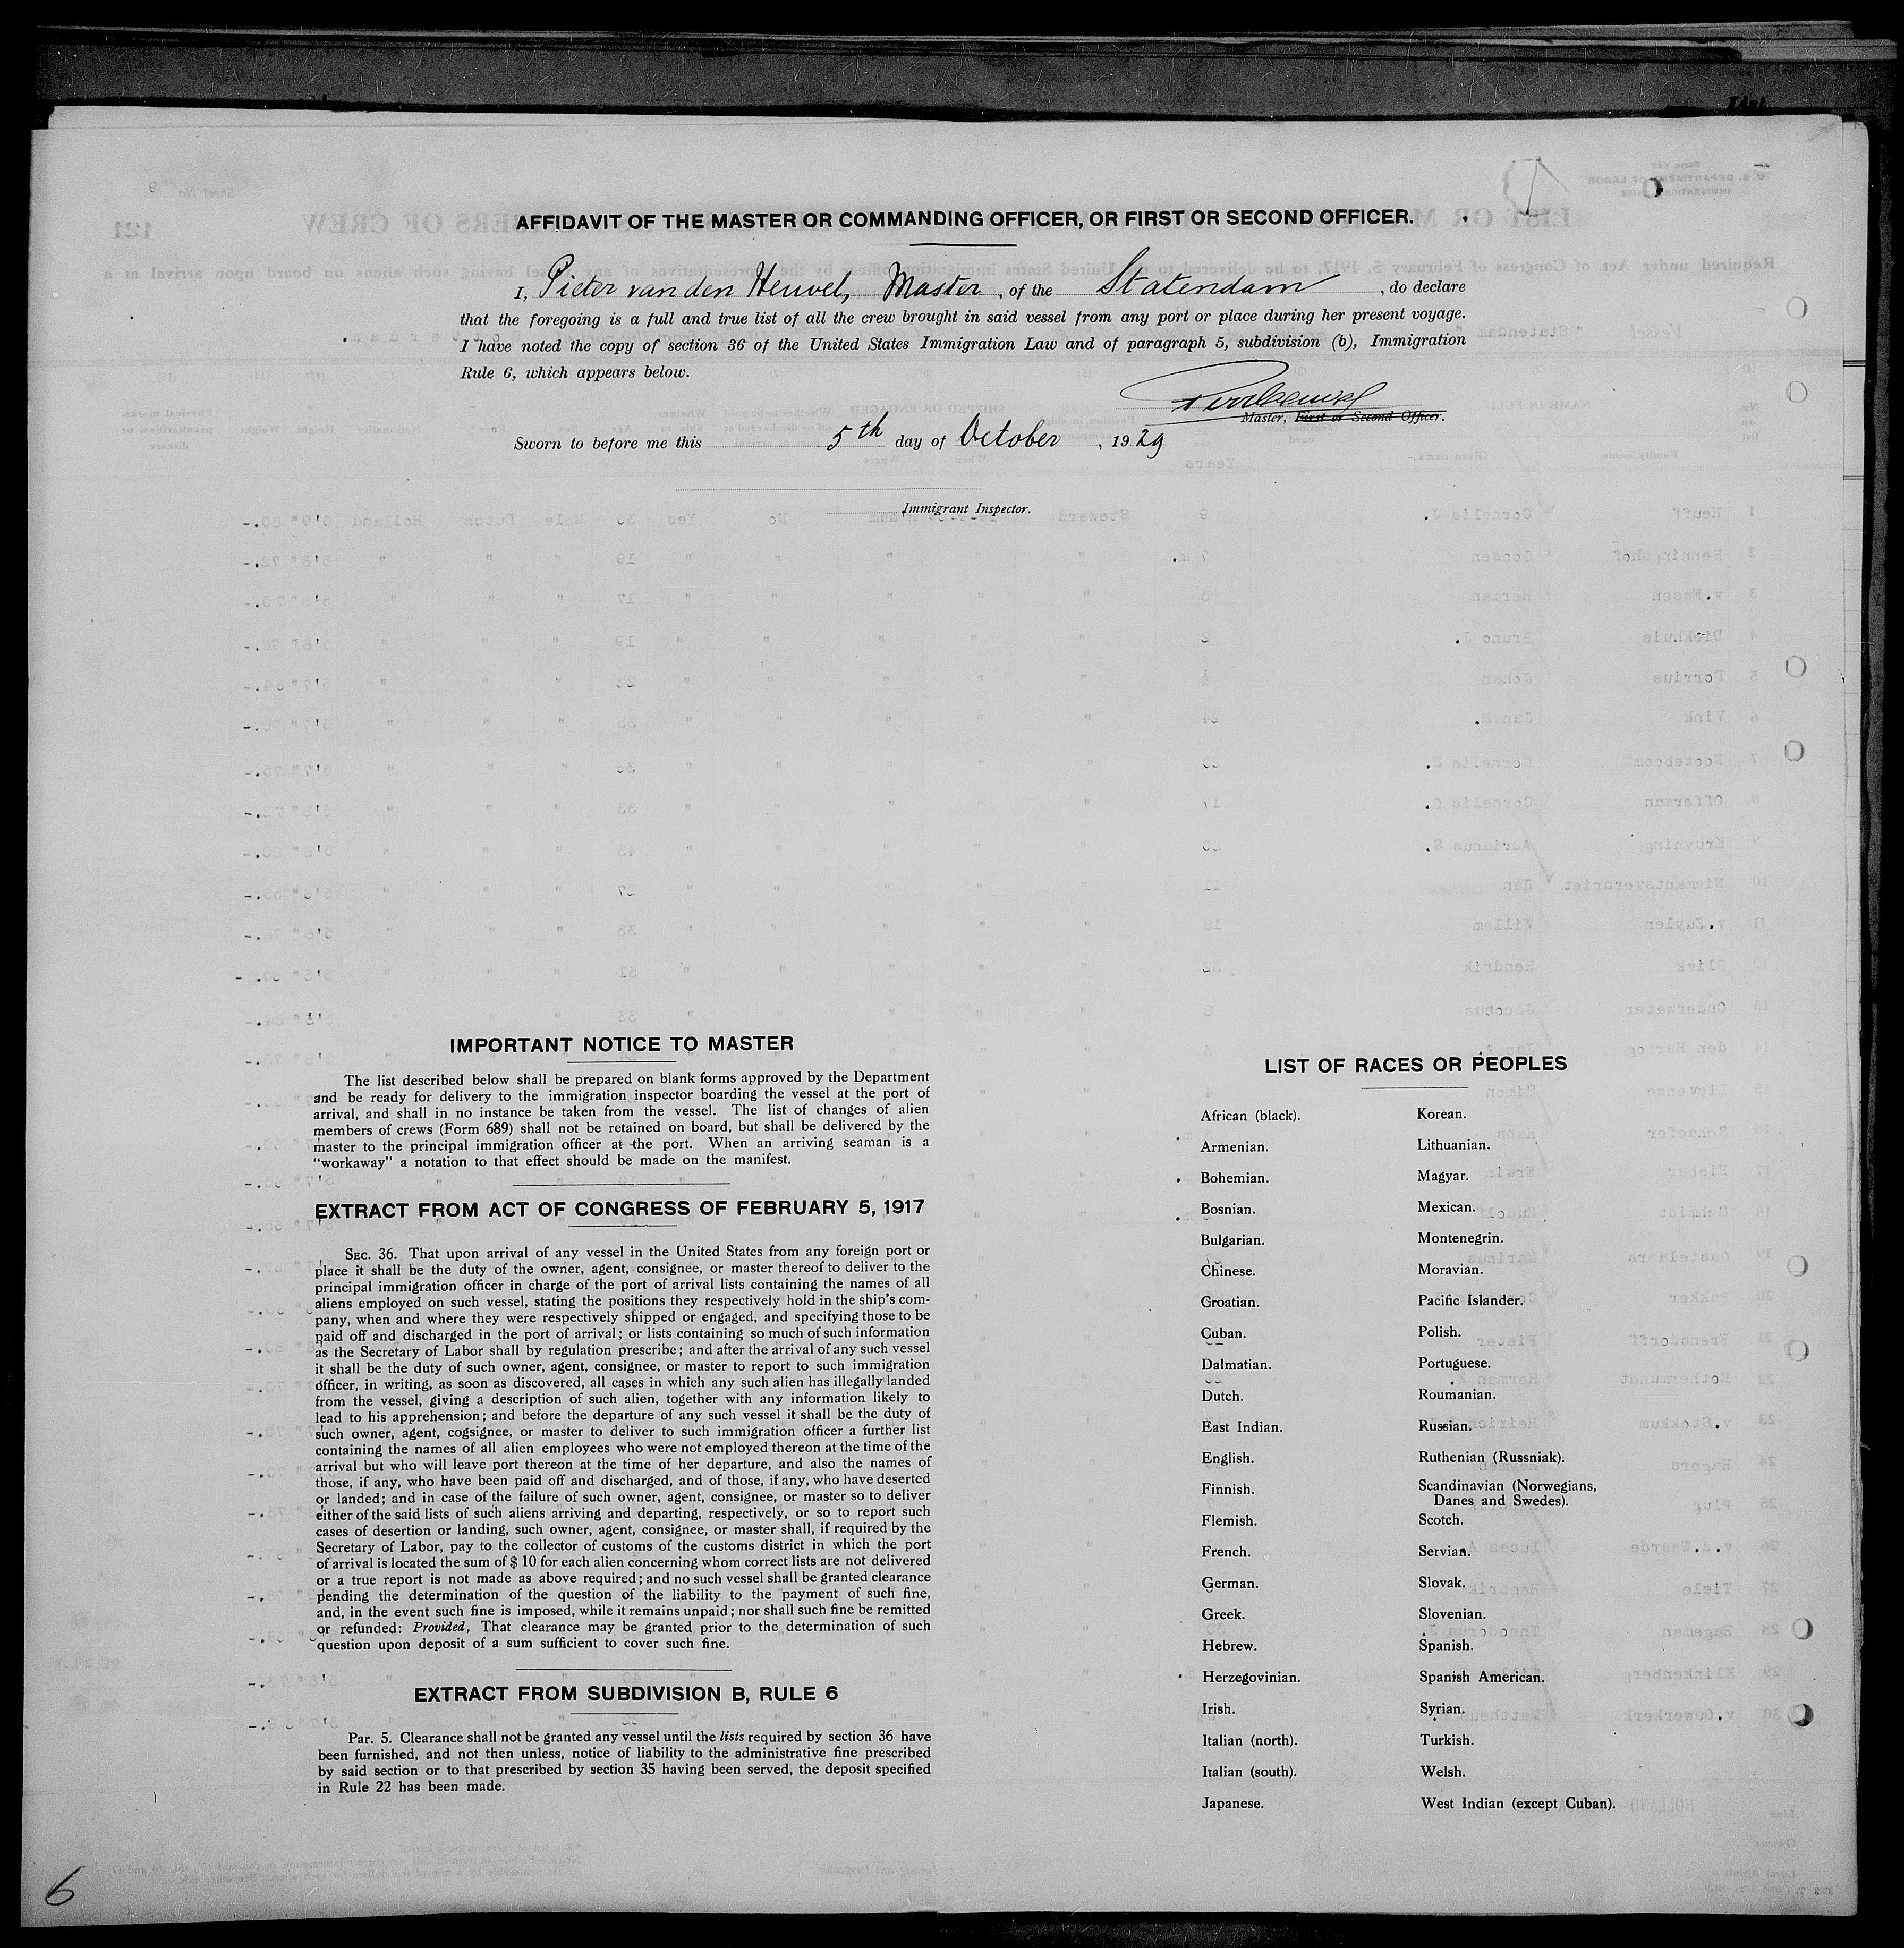 AFFIDAVIT OF THE MASTER OR COMMANDING OFFICER, OR FIRST OR SECOND OFFICER.
I, Pieter van den Heuvel, Master, of the Statendam, do declare
that the foregoing is a full and true list of all the crew brought in said vessel from any port or place during her present voyage.
I have noted the copy of section 36 of the United States Immigration Law and of paragraph 5, subdivision (b), Immigration
Rule 6, which appears below.
Master, First or Second Officer.
Sworn to before me this 5th day of October, 1929
Immigrant Inspector.
IMPORTANT NOTICE TO MASTER
The list described below shall be prepared on blank forms approved by the Department
and be ready for delivery to the immigration inspector boarding the vessel at the port of
arrival, and shall in no instance be taken from the vessel. The list of changes of alien
members of crews (Form 689) shall not be retained on board, but shall be delivered by the
master to the principal immigration officer at the port. When an arriving seaman is a
“workaway” a notation to that effect should be made on the manifest.
EXTRACT FROM ACT OF CONGRESS OF FEBRUARY 5, 1917
SEC. 36. That upon arrival of any vessel in the United States from any foreign port or
place it shall be the duty of the owner, agent, consignee, or master thereof to deliver to the
principal immigration officer in charge of the port of arrival lists containing the names of all
aliens employed on such vessel, stating the positions they respectively hold in the ship's com-
pany, when and where they were respectively shipped or engaged, and specifying those to be
paid off and discharged in the port of arrival; or lists containing so much of such information
as the Secretary of Labor shall by regulation prescribe; and after the arrival of any such vessel
it shall be the duty of such owner, agent, consignee, or master to report to such immigration
officer, in writing, as soon as discovered, all cases in which any such alien has illegally landed
from the vessel, giving a description of such alien, together with any information likely to
lead to his apprehension; and before the departure of any such vessel it shall be the duty of
such owner, agent, cogsignee, or master to deliver to such immigration officer a further list
containing the names of all alien employees who were not employed thereon at the time of the
arrival but who will leave port thereon at the time of her departure, and also the names of
those, if any, who have been paid off and discharged, and of those, if any, who have deserted
or landed; and in case of the failure of such owner, agent, consignee, or master so to deliver
either of the said lists of such aliens arriving and departing, respectively, or so to report such
cases of desertion or landing, such owner, agent, consignee, or master shall, if required by the
Secretary of Labor, pay to the collector of customs of the customs district in which the port
of arrival is located the sum of $ 10 for each alien concerning whom correct lists are not delivered
or a true report is not made as above required; and no such vessel shall be granted clearance
pending the determination of the question of the liability to the payment of such fine,
and, in the event such fine is imposed, while it remains unpaid; nor shall such fine be remitted
or refunded: Provided, That clearance may be granted prior to the determination of such
question upon deposit of a sum sufficient to cover such fine.
EXTRACT FROM SUBDIVISION B, RULE 6
Par. 5. Clearance shall not be granted any vessel until the lists required by section 36 have
been furnished, and not then unless, notice of liability to the administrative fine prescribed
by said section or to that prescribed by section 35 having been served, the deposit specified
in Rule 22 has been made.
LIST OF RACES OR PEOPLES
African (black).
Armenian.
Bohemian.
Bosnian.
Bulgarian.
Chinese.
Croatian.
Cuban.
Dalmatian.
Dutch.
East Indian.
English.
Finnish.
Flemish.
French.
German.
Greek.
Hebrew.
Herzegovinian.
Irish.
Italian (north).
Italian (south).
Japanese.
Korean.
Lithuanian.
Magyar.
Mexican.
Montenegrin.
Moravian.
Pacific Islander.
Polish.
Portuguese.
Roumanian.
Russian.
Ruthenian (Russniak).
Scandinavian (Norwegians,
Danes and Swedes).
Scotch.
Servian.
Slovak.
Slovenian.
Spanish.
Spanish American.
Syrian.
Turkish.
Welsh.
West Indian (except Cuban).
6